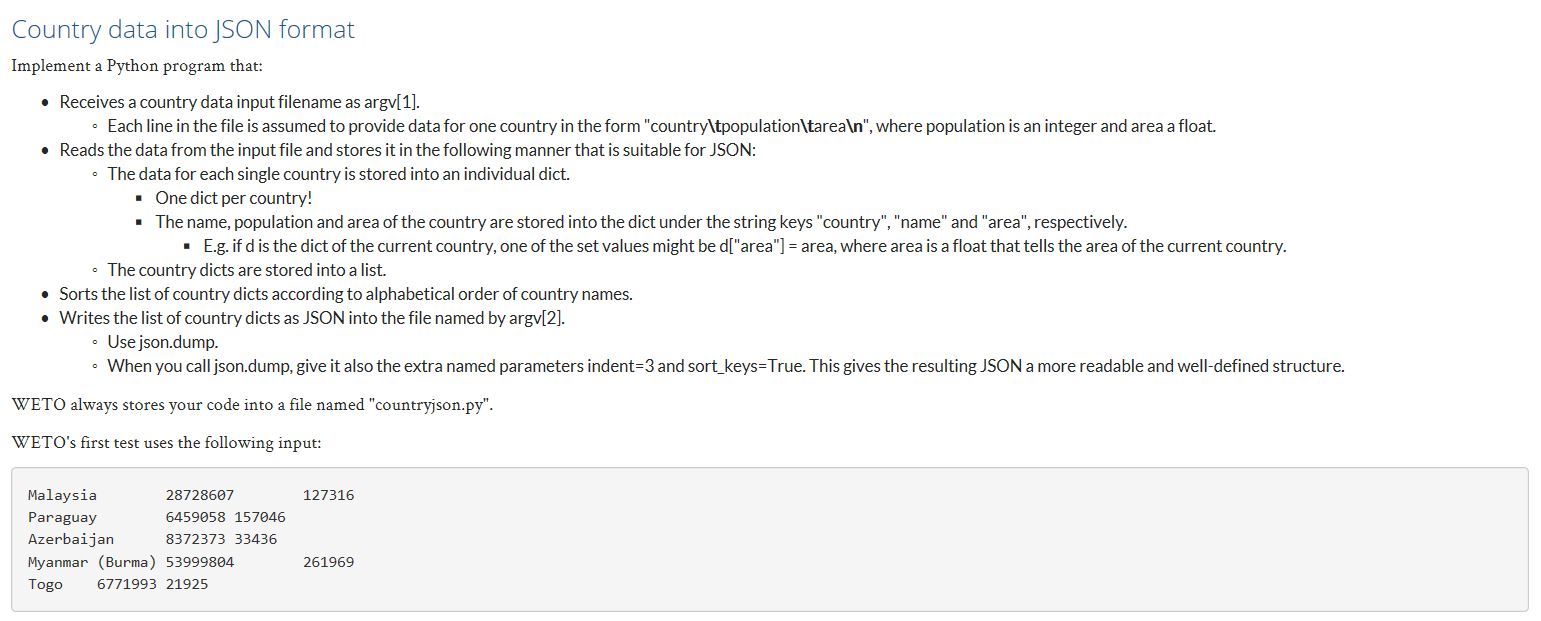 Country data into JSON format
Implement a Python program that:
• Receives a country data input filename as argv[1].
◦ Each line in the file is assumed to provide data for one country in the form "country\tpopulation\tarea\n", where population is an integer and area a float.
• Reads the data from the input file and stores it in the following manner that is suitable for JSON:
◦ The data for each single country is stored into an individual dict.
▪ One dict per country!
▪ The name, population and area of the country are stored into the dict under the string keys "country", "name" and "area", respectively.
▪ E.g. if d is the dict of the current country, one of the set values might be d["area"] = area, where area is a float that tells the area of the current country.
◦ The country dicts are stored into a list.
• Sorts the list of country dicts according to alphabetical order of country names.
• Writes the list of country dicts as JSON into the file named by argv[2].
◦ Use json.dump.
◦ When you call json.dump, give it also the extra named parameters indent=3 and sort_keys=True. This gives the resulting JSON a more readable and well-defined structure.
WETO always stores your code into a file named "countryjson.py".
WETO's first test uses the following input:
Malaysia        28728607        127316
Paraguay        6459058 157046
Azerbaijan      8372373 33436
Myanmar (Burma) 53999804        261969
Togo    6771993 21925